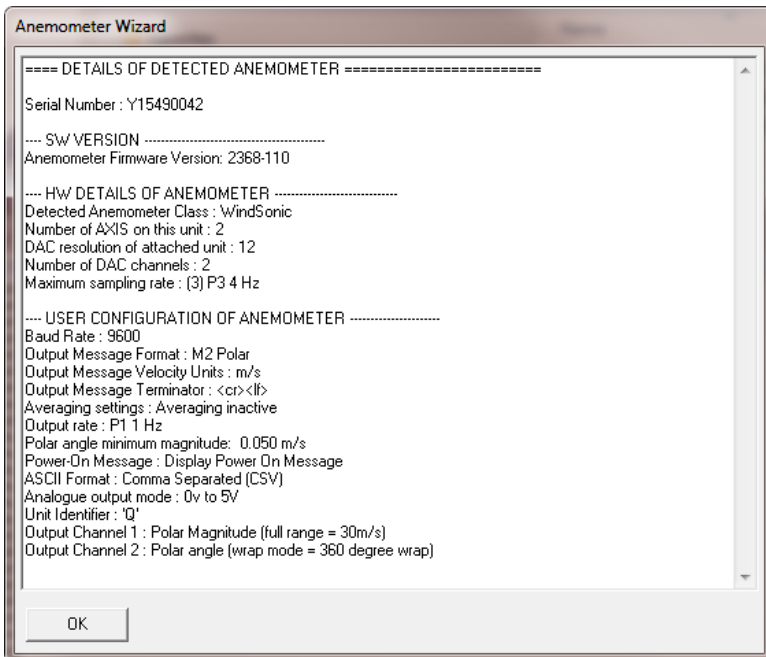 Anemometer Wizard
==== DETAILS OF DETECTED ANEMOMETER ========================
Serial Number : Y15490042
---- SW VERSION --------------------------------------------
Anemometer Firmware Version: 2368-110
---- HW DETAILS OF ANEMOMETER ------------------------------
Detected Anemometer Class : WindSonic
Number of AXIS on this unit : 2
DAC resolution of attached unit : 12
Number of DAC channels : 2
Maximum sampling rate : (3) P3 4 Hz
---- USER CONFIGURATION OF ANEMOMETER ----------------------
Baud Rate : 9600
Output Message Format : M2 Polar
Output Message Velocity Units : m/s
Output Message Terminator : <cr><lf>
Averaging settings : Averaging inactive
Output rate : P1 1 Hz
Polar angle minimum magnitude:  0.050 m/s
Power-On Message : Display Power On Message
ASCII Format : Comma Separated (CSV)
Analogue output mode : 0v to 5V
Unit Identifier : 'Q'
Output Channel 1 : Polar Magnitude (full range = 30m/s)
Output Channel 2 : Polar angle (wrap mode = 360 degree wrap)
OK